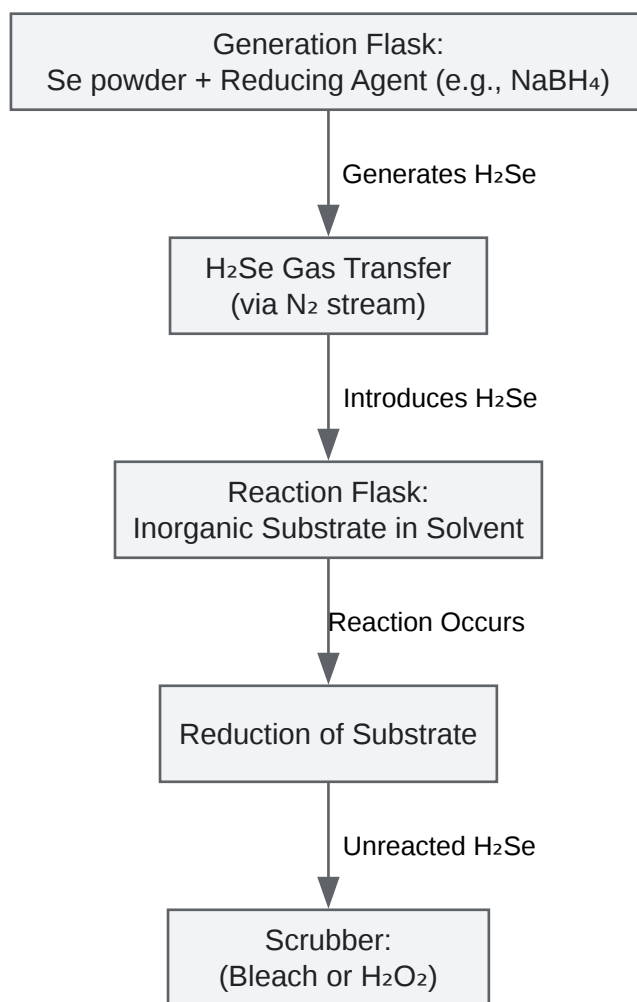 Generation Flask:
Se powder + Reducing Agent (e.g., NaBH₄)
Generates H₂Se
H₂Se Gas Transfer
(via N₂ stream)
Introduces H₂Se
Reaction Flask:
Inorganic Substrate in Solvent
Reaction Occurs
Reduction of Substrate
Unreacted H₂Se
Scrubber:
(Bleach or H₂O₂)